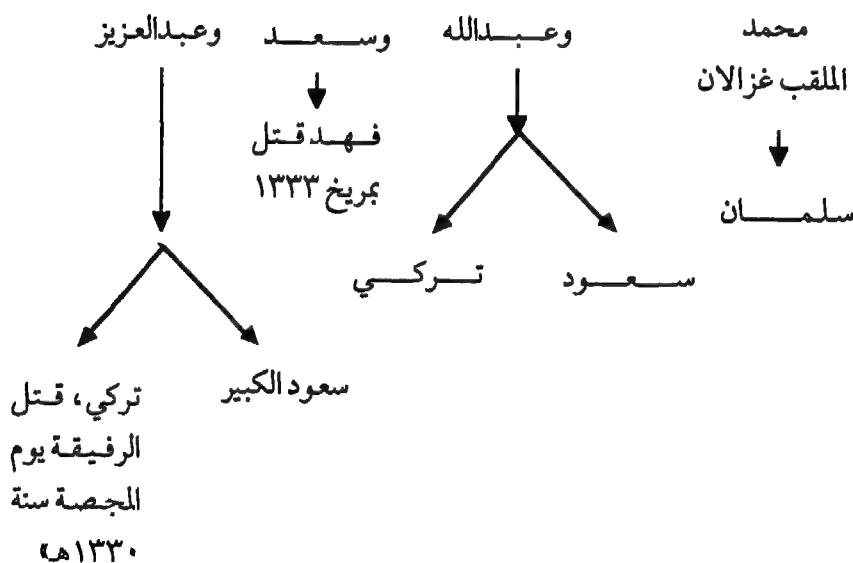 محمد وعبدالله وسعد وعبدالعزيز
الملقب غزالان
فهد قتل
بمريخ ١٣٣٣
سلمان
سعود تركي
سعود الكبير
تركي، قتل
الرفيقة يوم
المجصة سنة
١٣٣٠هـ»